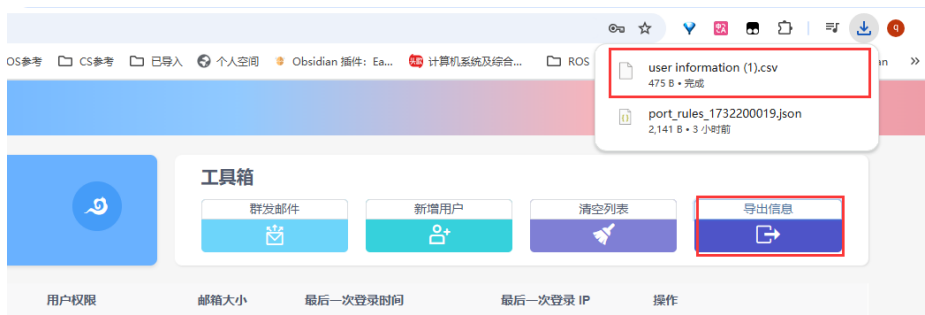 q
OS参考 CS参考 已导入 个人空间 Obsidian 插件：Ea... 计算机系统及综合... ROS an »
user information (1).csv
475 B • 完成
port_rules_1732200019.json
2,141 B • 3 小时前
工具箱
群发邮件 新增用户 清空列表 导出信息
用户权限 邮箱大小 最后一次登录时间 最后一次登录 IP 操作